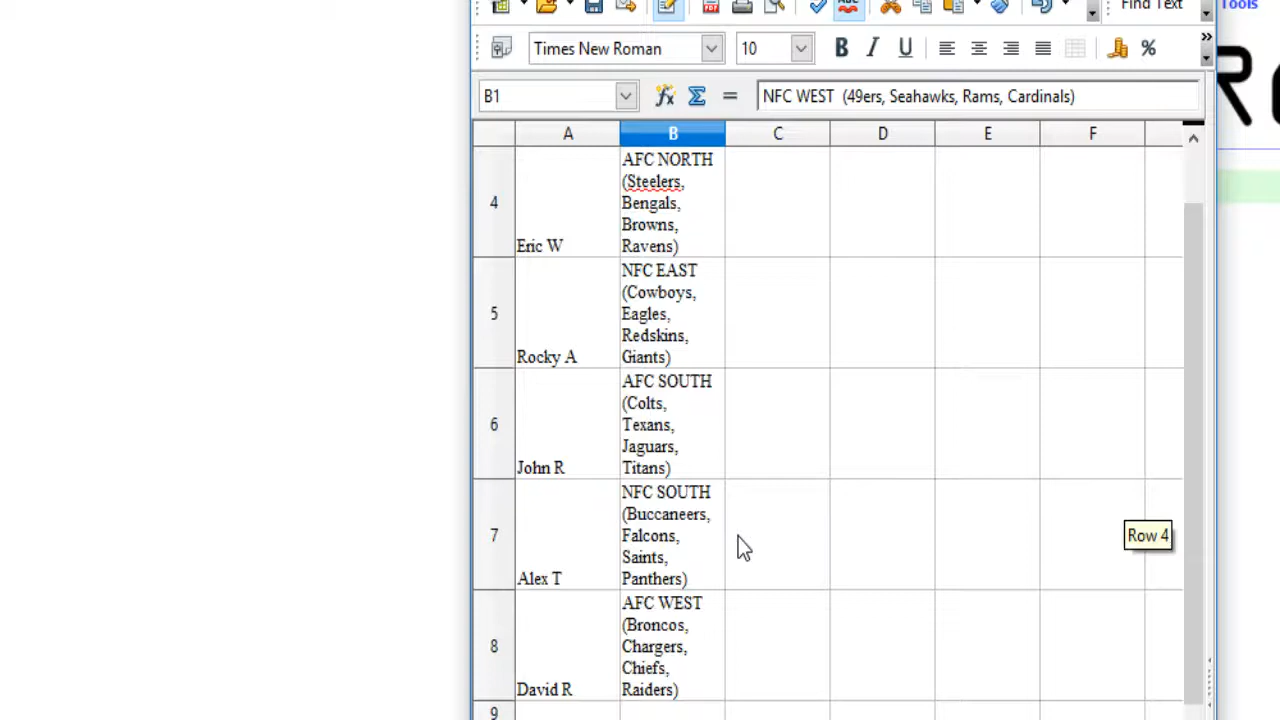 Find Text
Tools
Times New Roman 10 B I U %
B1 = NFC WEST (49ers, Seahawks, Rams, Cardinals)
A B C D E F
4 Eric W
AFC NORTH
(Steelers,
Bengals,
Browns,
Ravens)
5 Rocky A
NFC EAST
(Cowboys,
Eagles,
Redskins,
Giants)
6 John R
AFC SOUTH
(Colts,
Texans,
Jaguars,
Titans)
7 Alex T
NFC SOUTH
(Buccaneers,
Falcons,
Saints,
Panthers)
Row 4
8 David R
AFC WEST
(Broncos,
Chargers,
Chiefs,
Raiders)
9